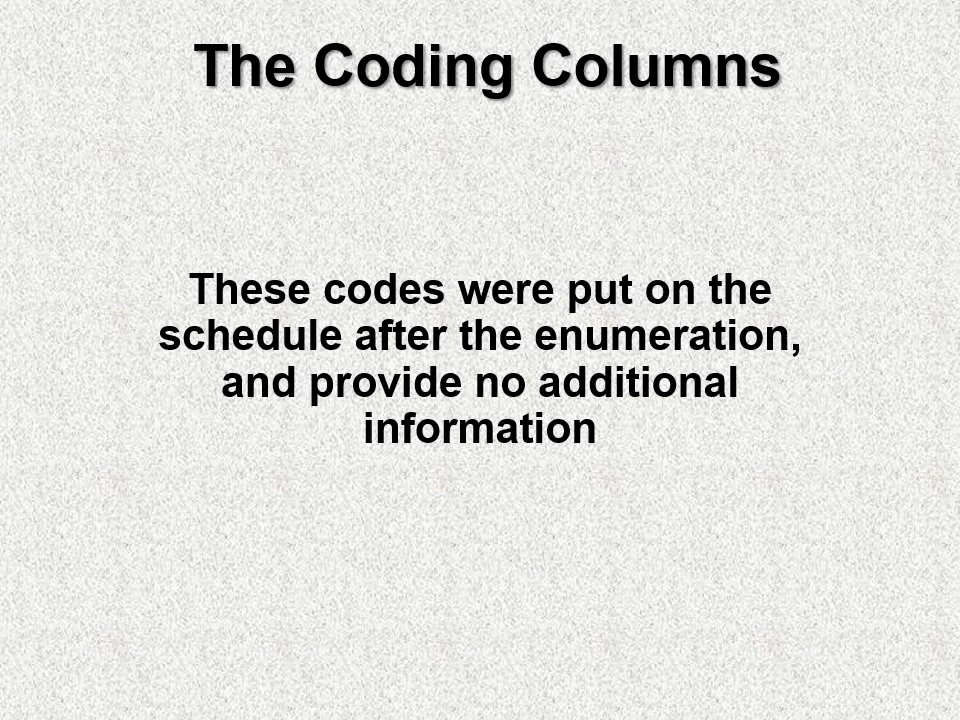 The Coding Columns
These codes were put on the
schedule after the enumeration,
and provide no additional
information